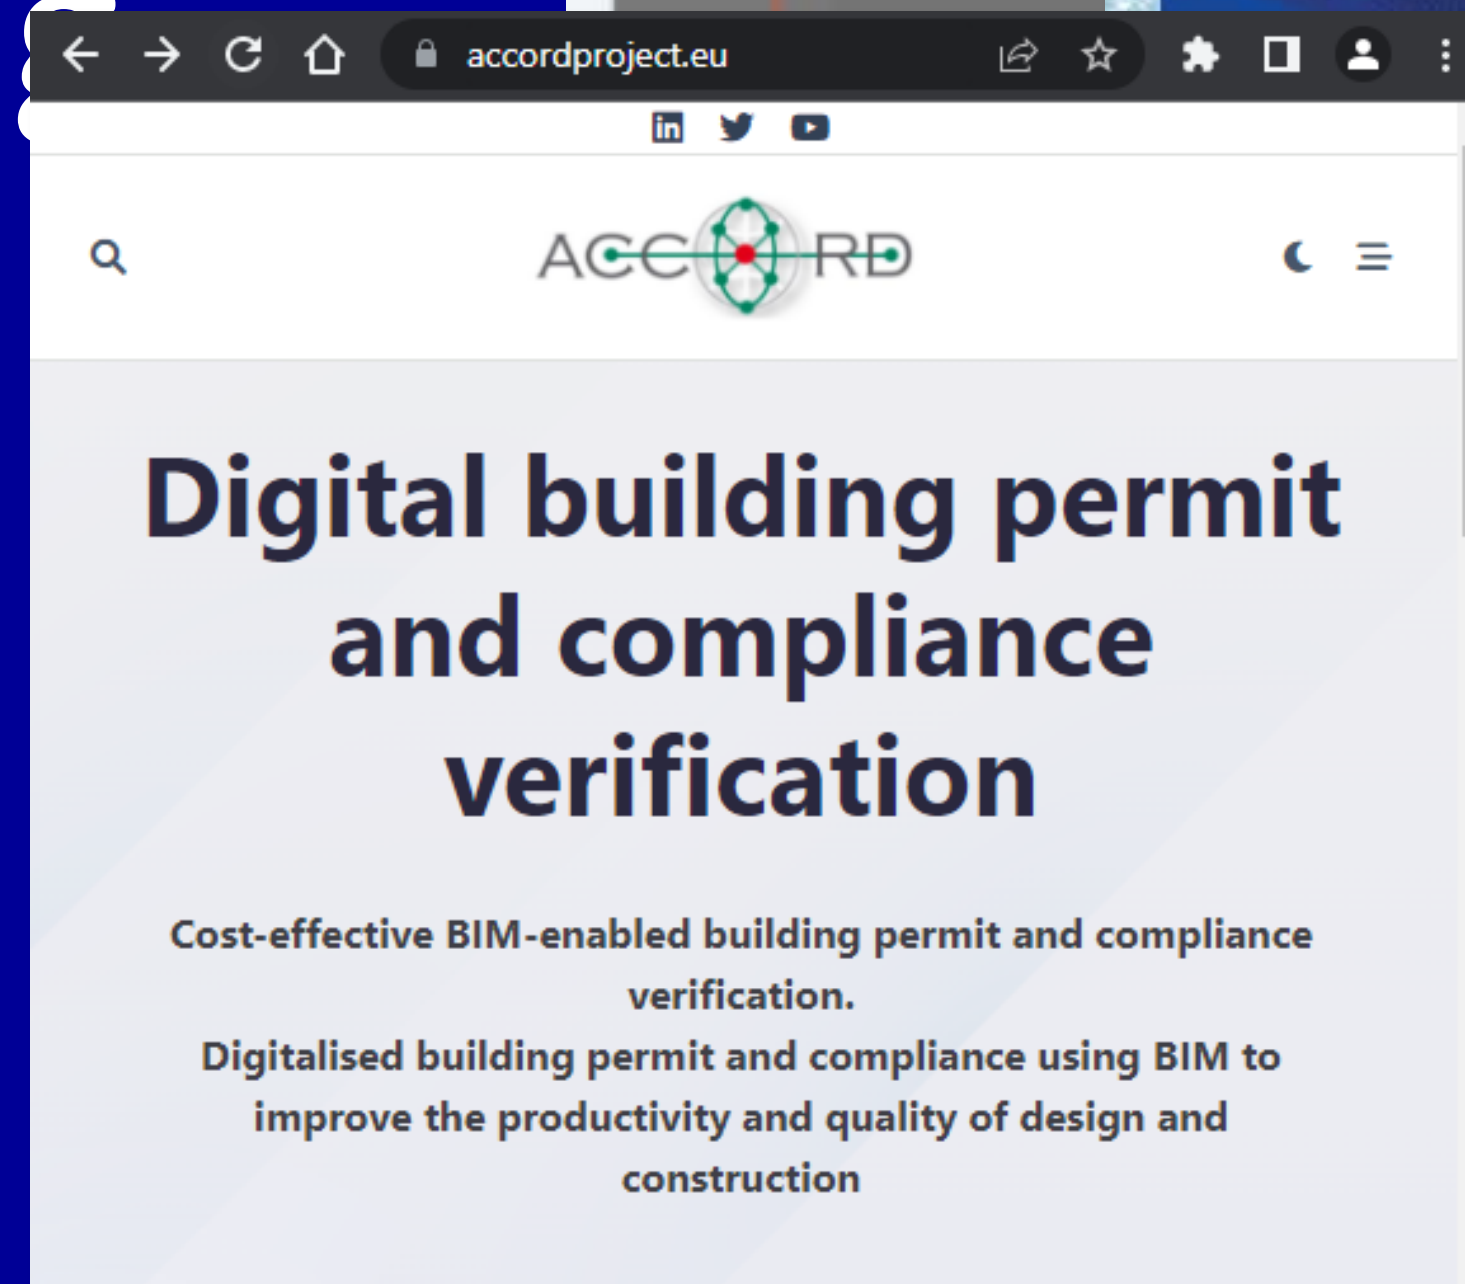 accordproject.eu
in
ACCORD
Digital building permit
and compliance
verification
Cost-effective BIM-enabled building permit and compliance
verification.
Digitalised building permit and compliance using BIM to
improve the productivity and quality of design and
construction